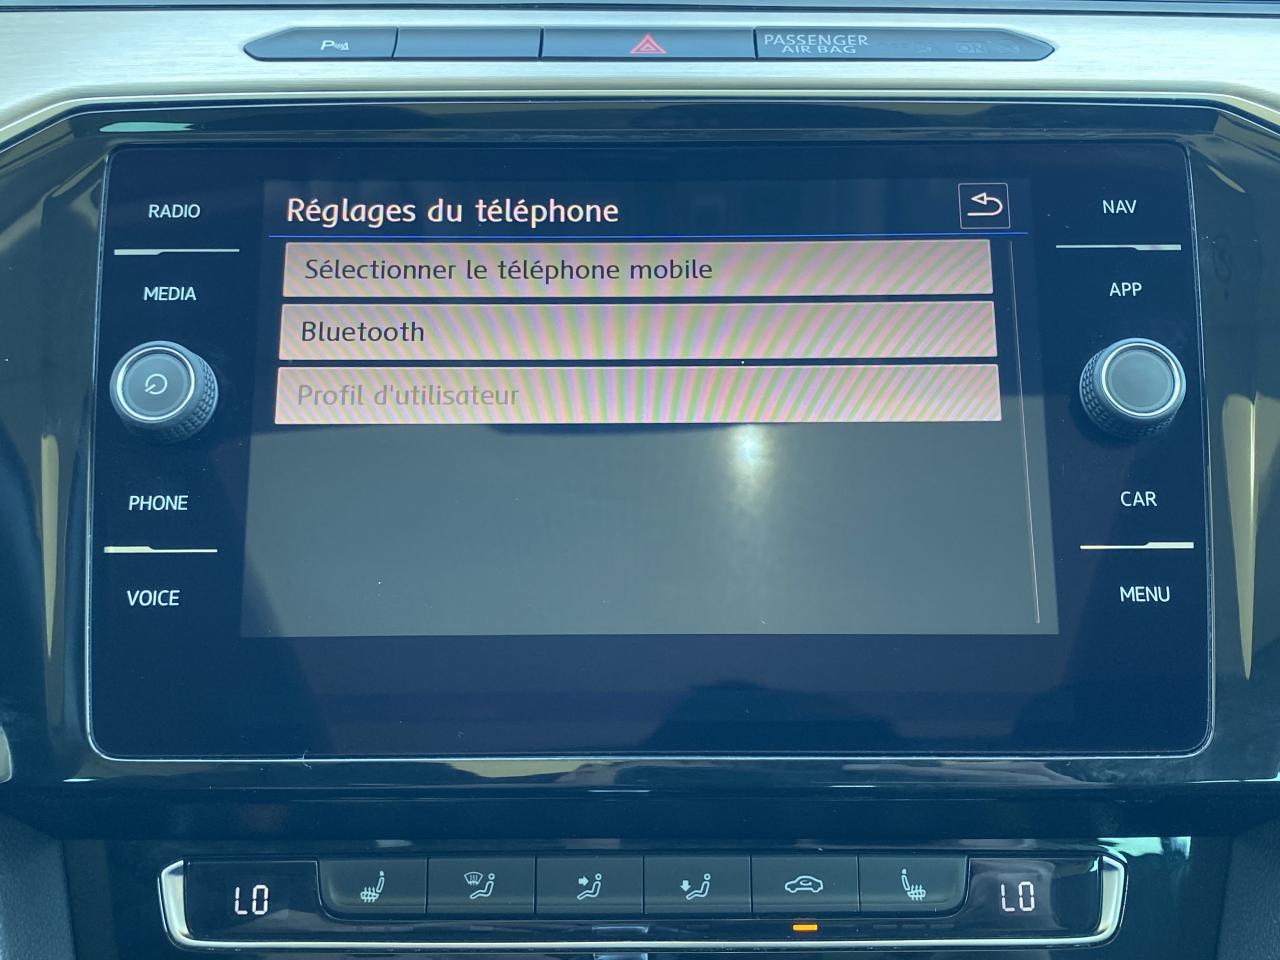 P
PASSENGER
AIR BAG
RADIO
MEDIA
PHONE
VOICE
Réglages du téléphone
Sélectionner le téléphone mobile
Bluetooth
Profil d'utilisateur
NAV
APP
CAR
MENU
LO
LO